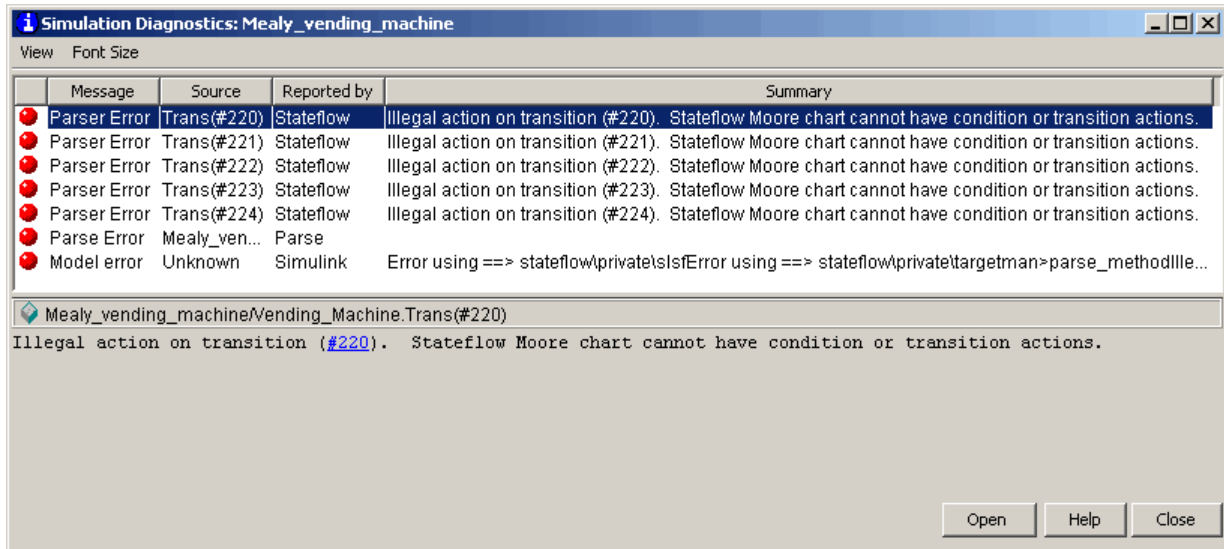 Simulation Diagnostics: Mealy_vending_machine
View Font Size
Message Source Reported by Summary
Parser Error Trans(#220) Stateflow Illegal action on transition (#220). Stateflow Moore chart cannot have condition or transition actions.
Parser Error Trans(#221) Stateflow Illegal action on transition (#221). Stateflow Moore chart cannot have condition or transition actions.
Parser Error Trans(#222) Stateflow Illegal action on transition (#222). Stateflow Moore chart cannot have condition or transition actions.
Parser Error Trans(#223) Stateflow Illegal action on transition (#223). Stateflow Moore chart cannot have condition or transition actions.
Parser Error Trans(#224) Stateflow Illegal action on transition (#224). Stateflow Moore chart cannot have condition or transition actions.
Parse Error Mealy_ven... Parse
Model error Unknown Simulink Error using ==> stateflow\private\slsfError using ==> stateflow\private\targetman>parse_methodIlle...
Mealy_vending_machine/Vending_Machine.Trans(#220)
Illegal action on transition (#220). Stateflow Moore chart cannot have condition or transition actions.
Open Help Close